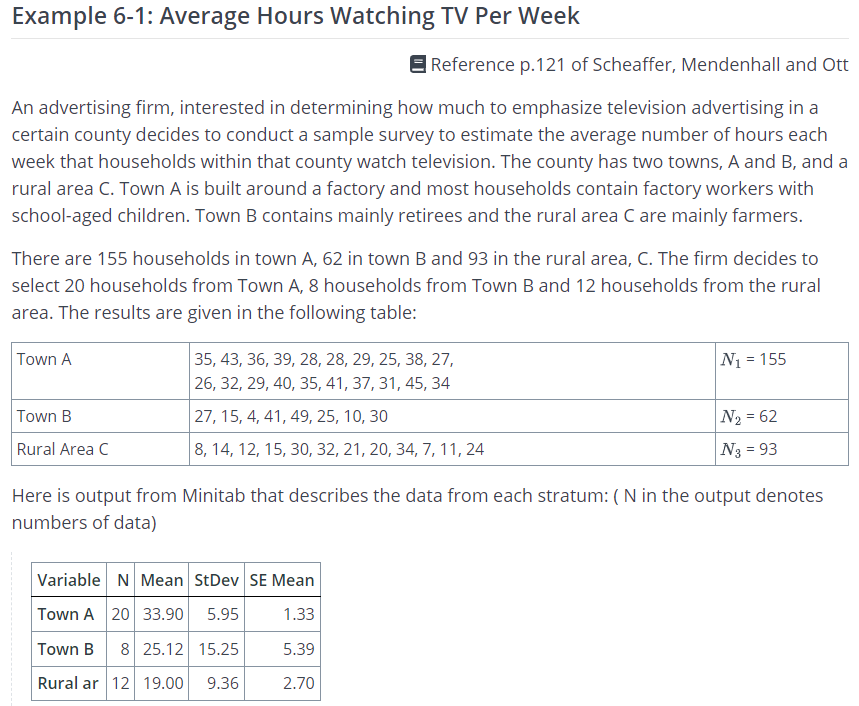 Example 6-1: Average Hours Watching TV Per Week
Reference p.121 of Scheaffer, Mendenhall and Ott
An advertising firm, interested in determining how much to emphasize television advertising in a
certain county decides to conduct a sample survey to estimate the average number of hours each
week that households within that county watch television. The county has two towns, A and B, and a
rural area C. Town A is built around a factory and most households contain factory workers with
school-aged children. Town B contains mainly retirees and the rural area C are mainly farmers.
There are 155 households in town A, 62 in town B and 93 in the rural area, C. The firm decides to
select 20 households from Town A, 8 households from Town B and 12 households from the rural
area. The results are given in the following table:
Town A 35, 43, 36, 39, 28, 28, 29, 25, 38, 27, N₁ = 155
26, 32, 29, 40, 35, 41, 37, 31, 45, 34
Town B 27, 15, 4, 41, 49, 25, 10, 30 N₂ = 62
Rural Area C 8, 14, 12, 15, 30, 32, 21, 20, 34, 7, 11, 24 N₃ = 93
Here is output from Minitab that describes the data from each stratum: ( N in the output denotes
numbers of data)
Variable N Mean StDev SE Mean
Town A 20 33.90 5.95 1.33
Town B 8 25.12 15.25 5.39
Rural ar 12 19.00 9.36 2.70